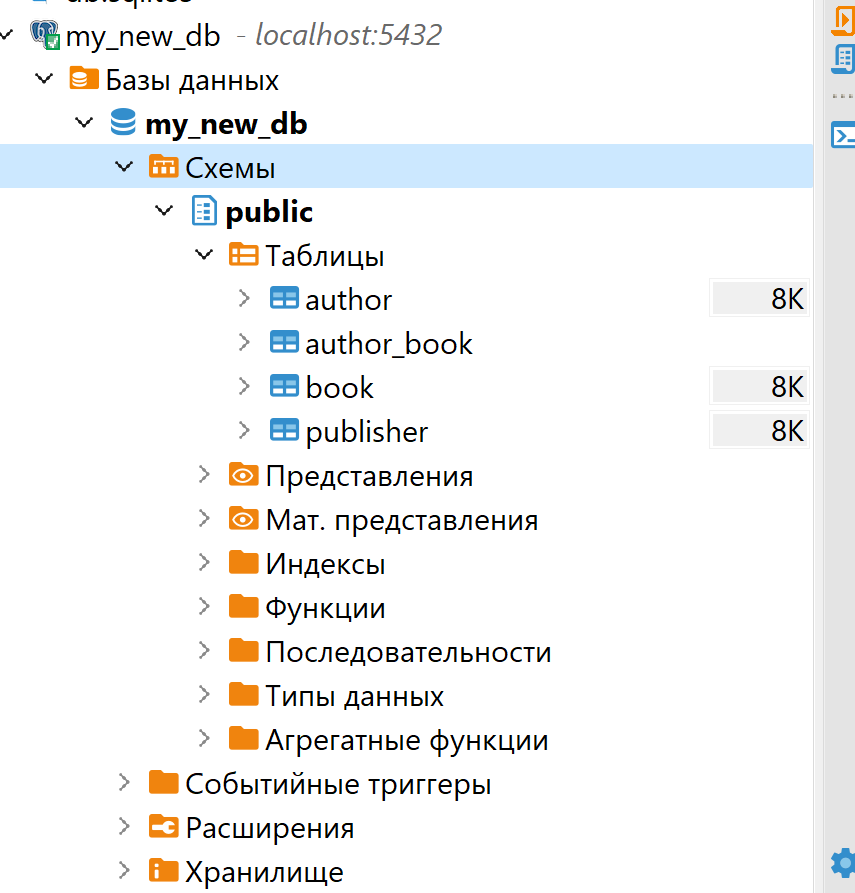 my_new_db - localhost:5432
Базы данных
my_new_db
Схемы
public
Таблицы
author 8K
author_book
book 8K
publisher 8K
Представления
Мат. представления
Индексы
Функции
Последовательности
Типы данных
Агрегатные функции
Событийные триггеры
Расширения
Хранилище